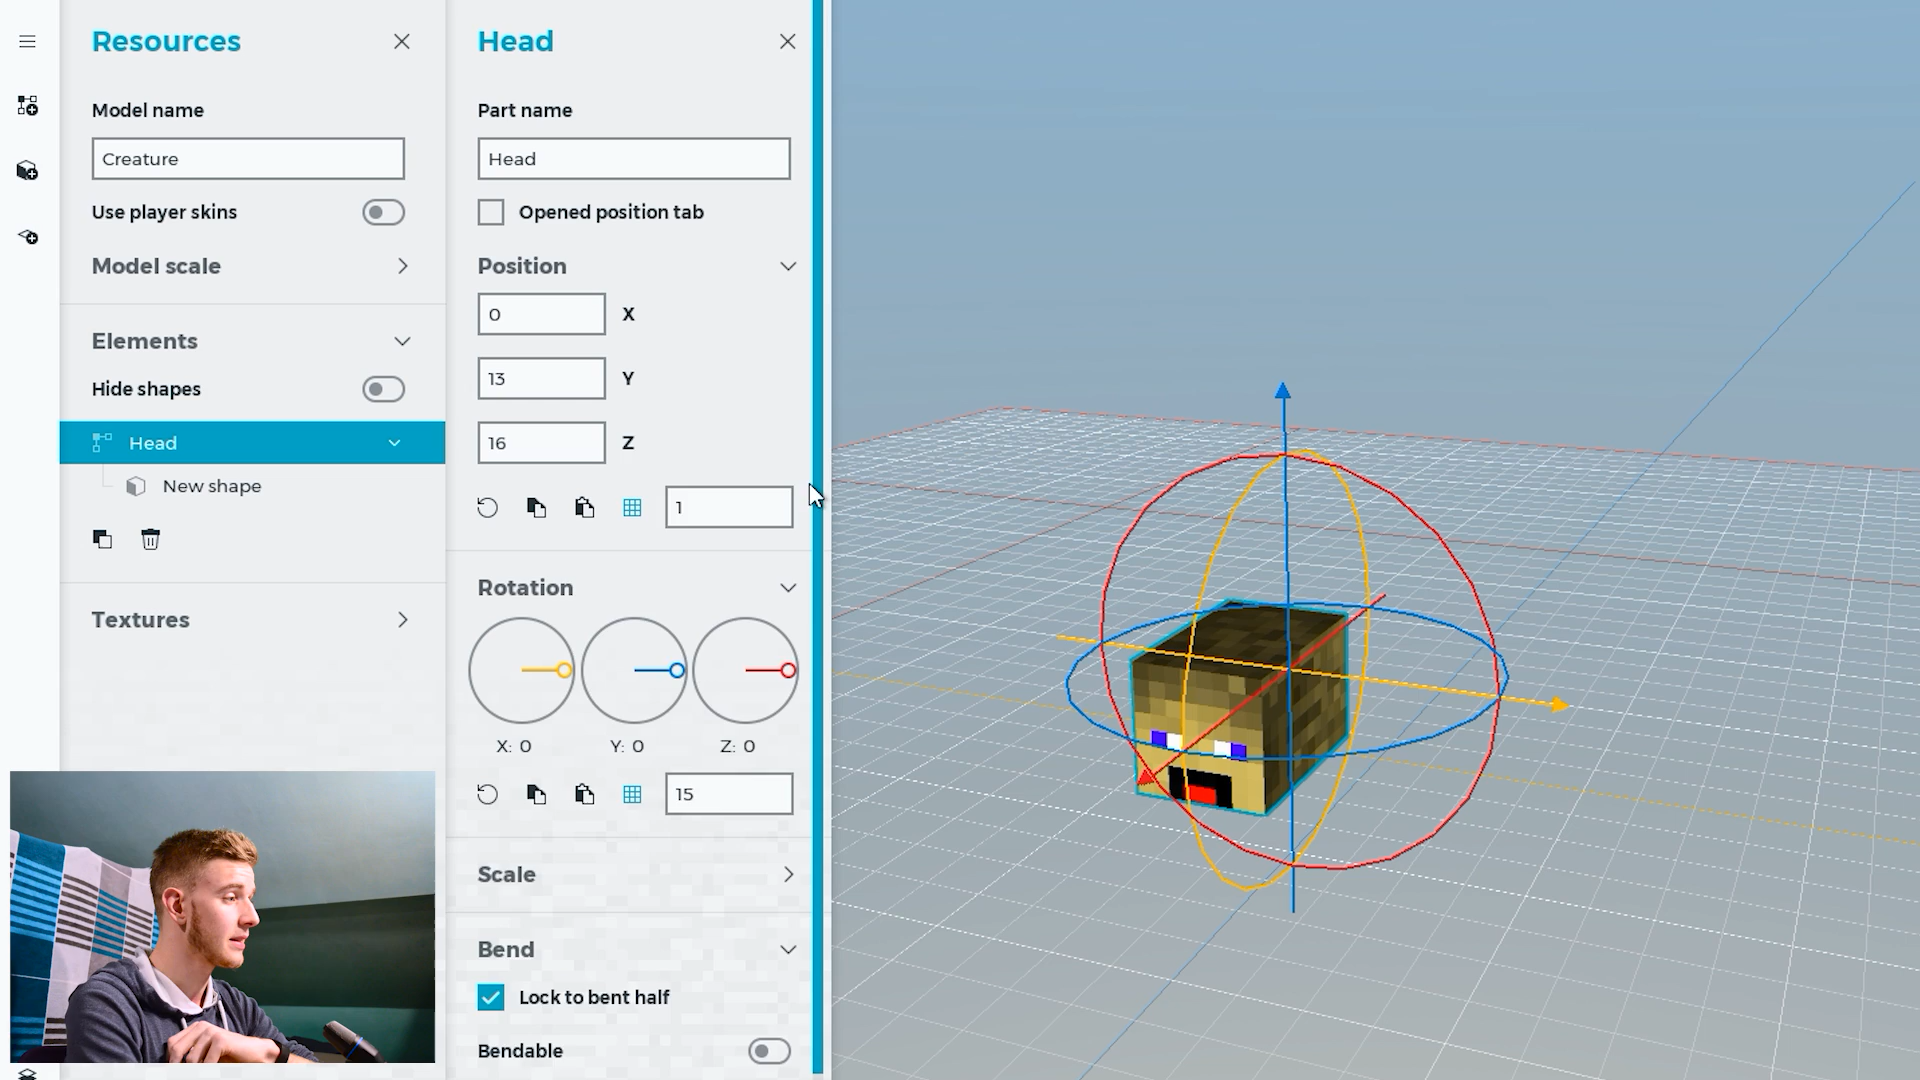 Resources
Model name
Creature
Use player skins
Model scale
Elements
Hide shapes
Head
New shape
Textures
Head
Part name
Head
Opened position tab
Position
0 X
13 Y
16 Z
1
Rotation
X: 0 Y: 0 Z: 0
15
Scale
Bend
Lock to bent half
Bendable